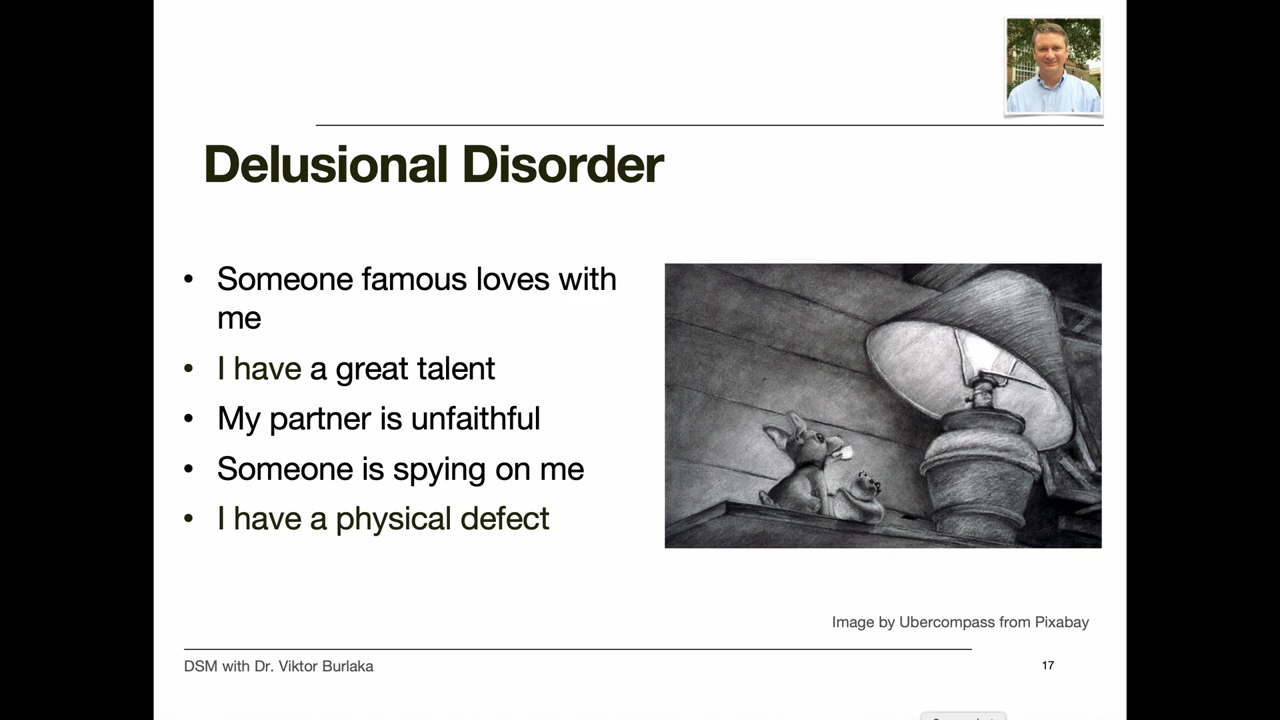 Delusional Disorder
• Someone famous loves with
me
• I have a great talent
• My partner is unfaithful
• Someone is spying on me
• I have a physical defect
Image by Ubercompass from Pixabay
DSM with Dr. Viktor Burlaka
17